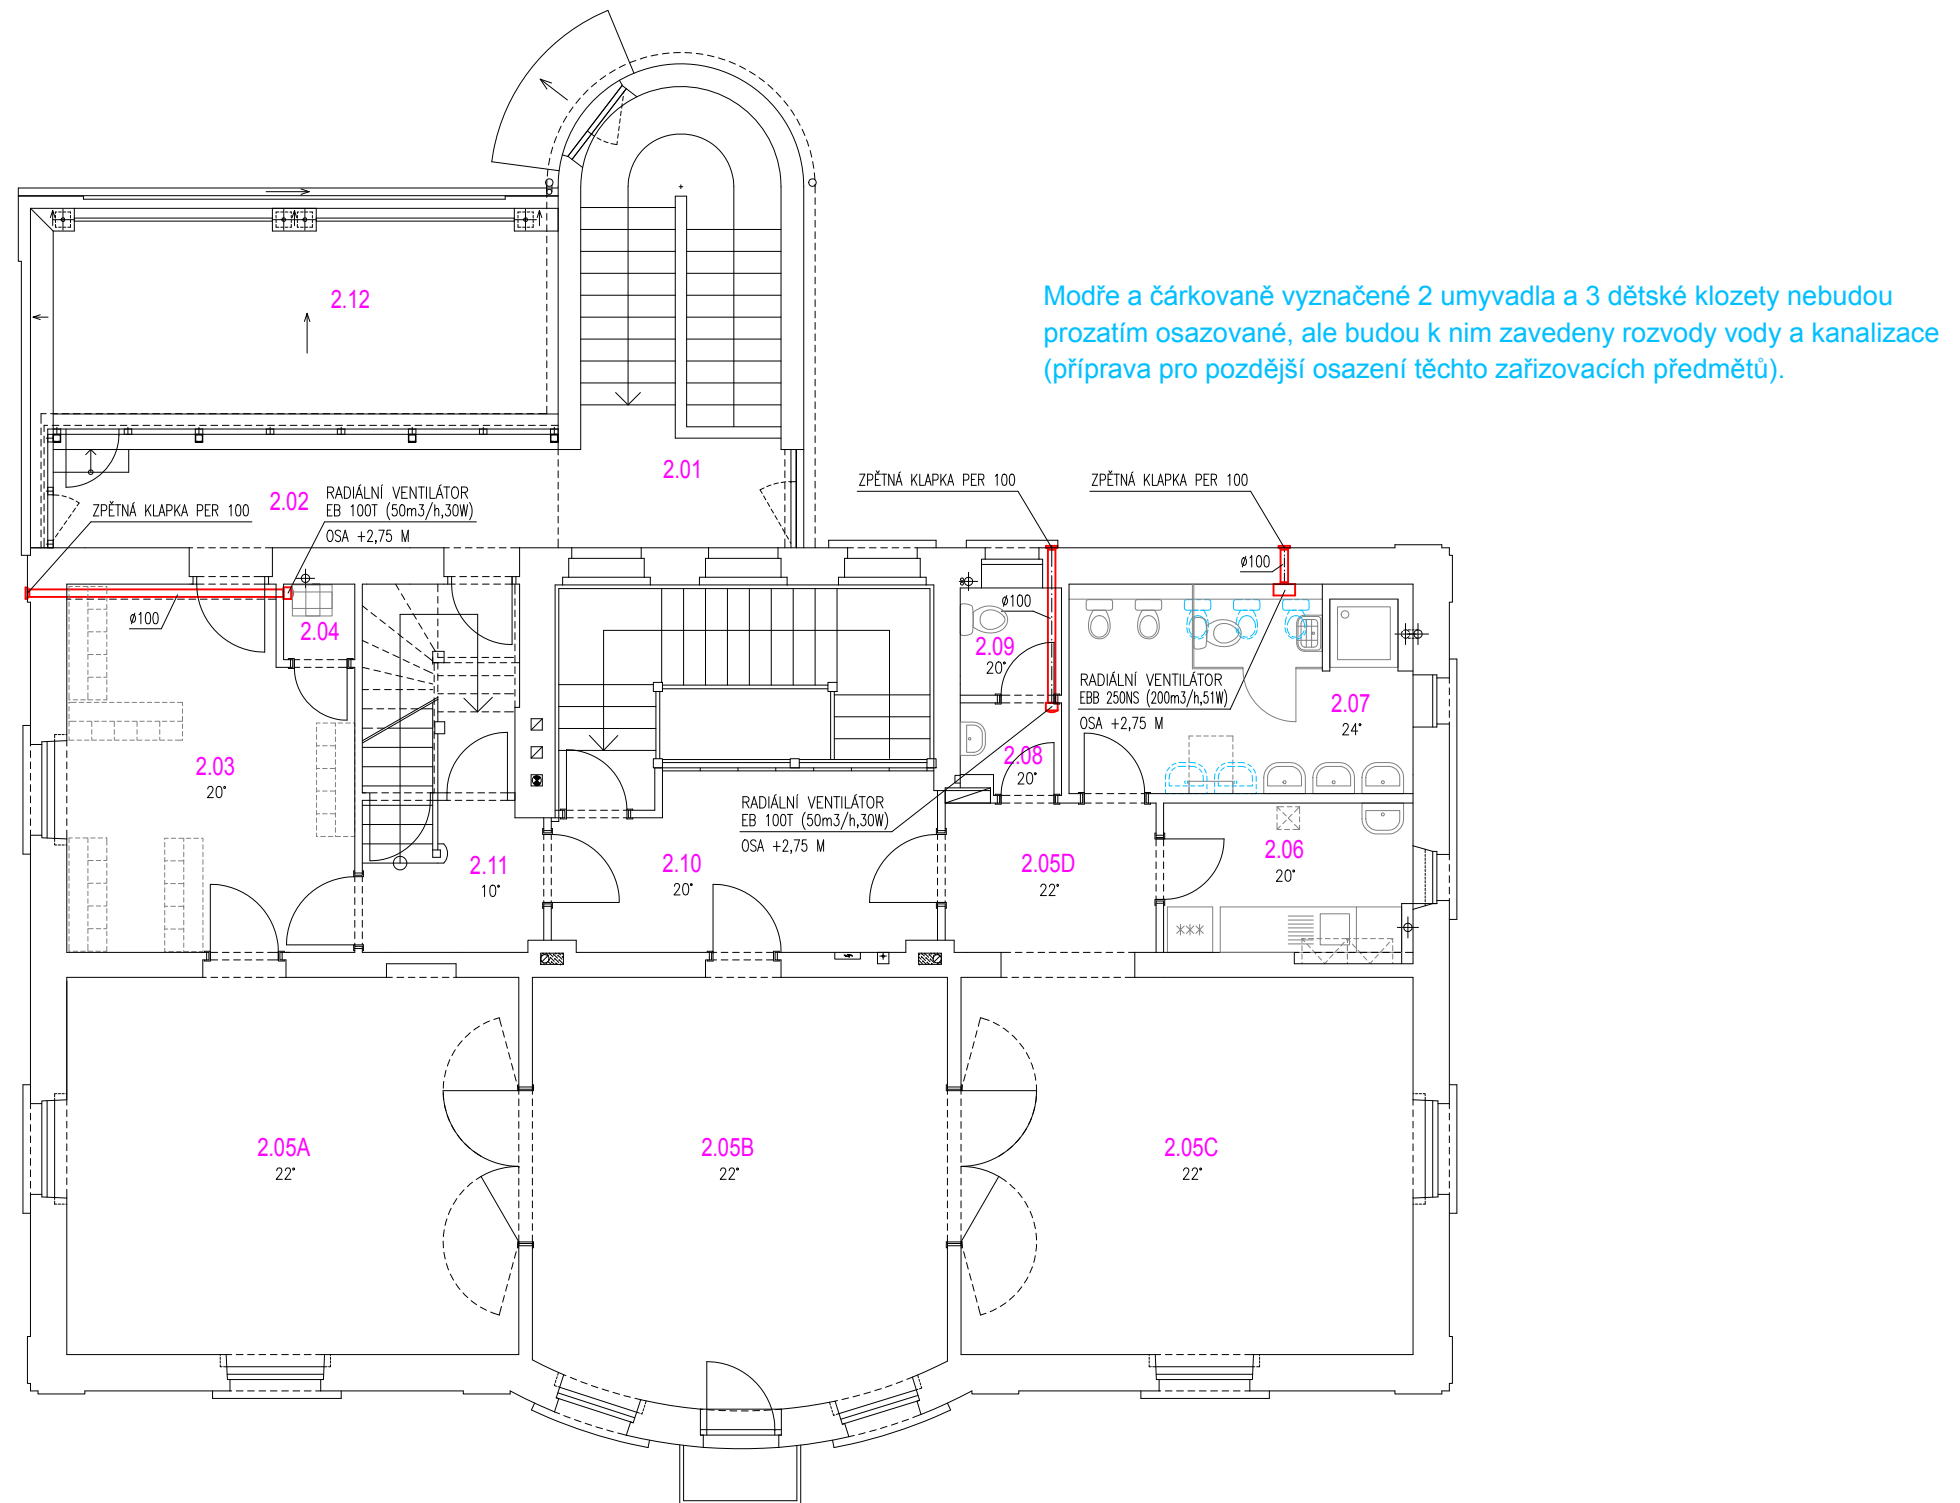 2.12
Modře a čárkovaně vyznačené 2 umyvadla a 3 dětské klozety nebudou
prozatím osazované, ale budou k nim zavedeny rozvody vody a kanalizace
(příprava pro pozdější osazení těchto zařizovacích předmětů).
2.01
2.02
ZPĚTNÁ KLAPKA PER 100
RADIÁLNÍ VENTILÁTOR
EB 100T (50m3/h,30W)
OSA +2,75 M
ZPĚTNÁ KLAPKA PER 100
ZPĚTNÁ KLAPKA PER 100
ø100
ø100
ø100
2.04
2.09
20°
RADIÁLNÍ VENTILÁTOR
EBB 250NS (200m3/h,51W)
OSA +2,75 M
2.07
24°
2.03
20°
2.08
20°
RADIÁLNÍ VENTILÁTOR
EB 100T (50m3/h,30W)
OSA +2,75 M
2.11
10°
2.10
20°
2.05D
22°
2.06
20°
***
2.05A
22°
2.05B
22°
2.05C
22°